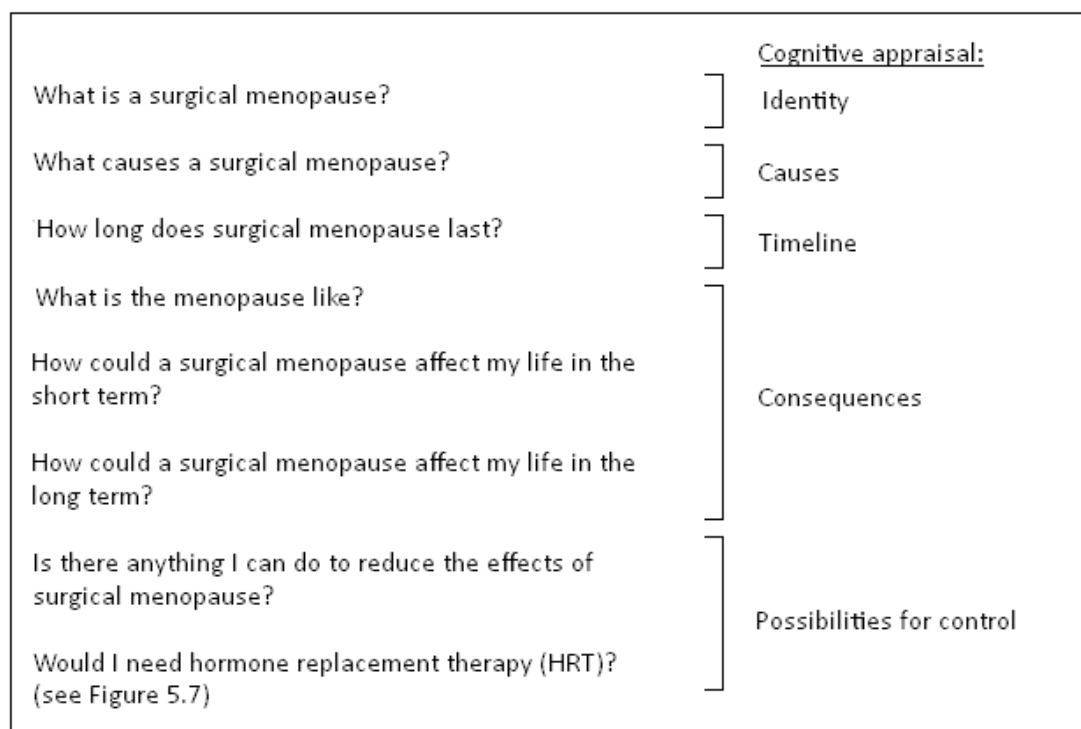 Cognitive appraisal:
What is a surgical menopause?
Identity
What causes a surgical menopause?
Causes
How long does surgical menopause last?
Timeline
What is the menopause like?
How could a surgical menopause affect my life in the
short term?
Consequences
How could a surgical menopause affect my life in the
long term?
Is there anything I can do to reduce the effects of
surgical menopause?
Possibilities for control
Would I need hormone replacement therapy (HRT)?
(see Figure 5.7)